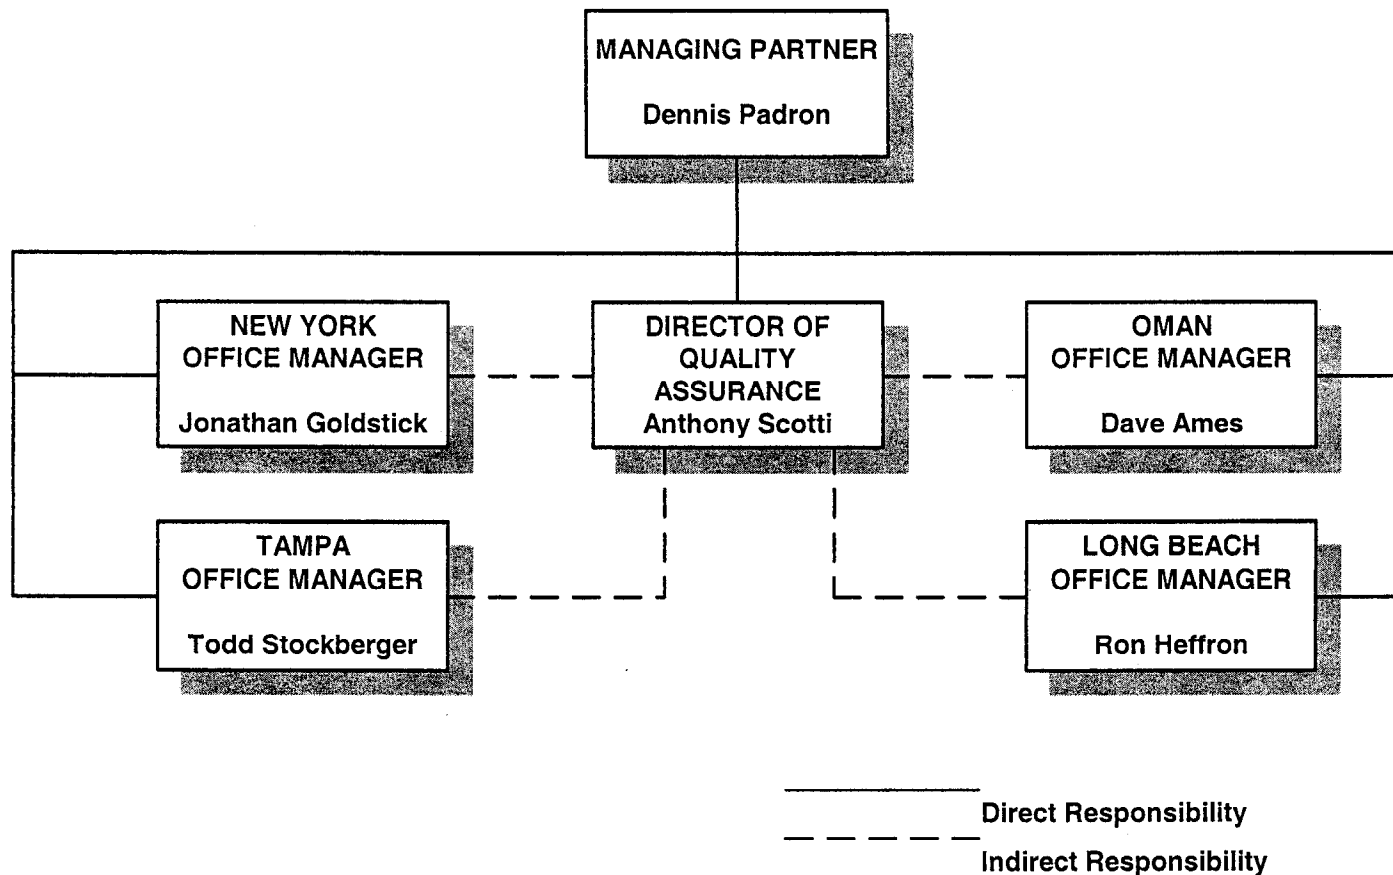 MANAGING PARTNER
Dennis Padron
NEW YORK
OFFICE MANAGER
Jonathan Goldstick
DIRECTOR OF
QUALITY
ASSURANCE
Anthony Scotti
OMAN
OFFICE MANAGER
Dave Ames
TAMPA
OFFICE MANAGER
Todd Stockberger
LONG BEACH
OFFICE MANAGER
Ron Heffron
Direct Responsibility
Indirect Responsibility